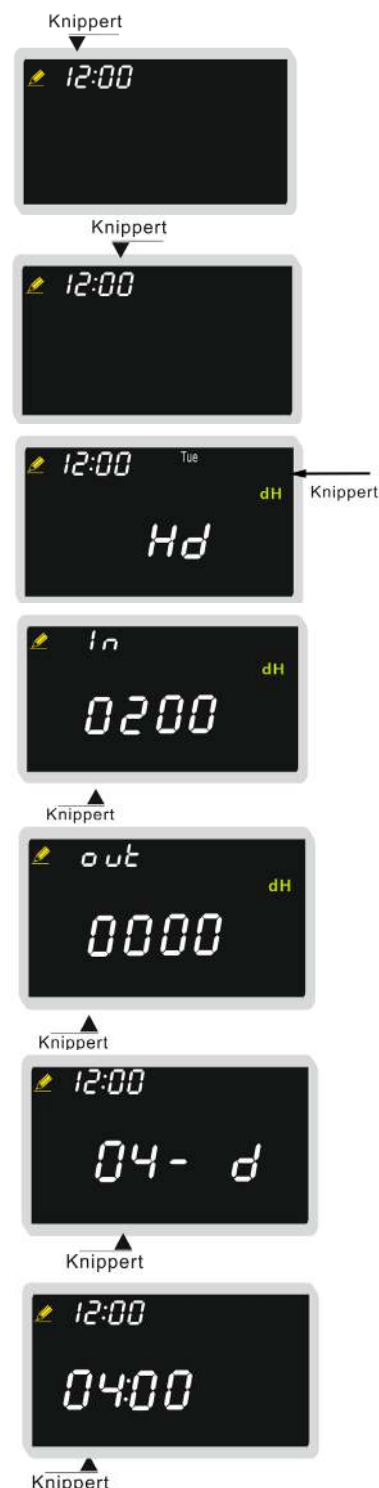 Knippert
12:00
Knippert
12:00
12:00 Tue
dH
Knippert
Hd
In
dH
0200
Knippert
out
dH
0000
Knippert
12:00
04- d
Knippert
12:00
04:00
Knippert